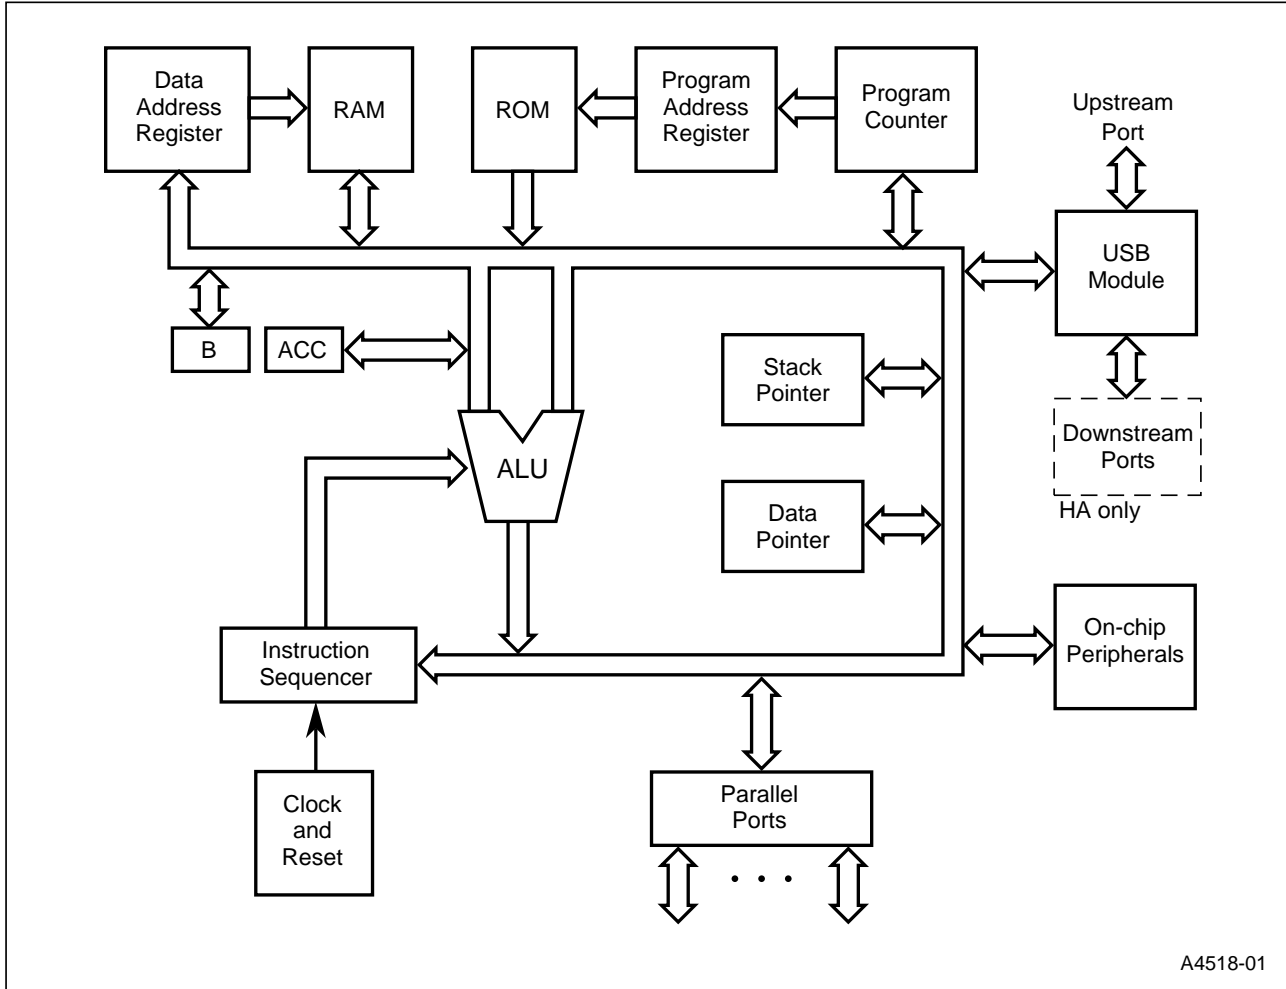 Data
Address
Register
RAM
ROM
Program
Address
Register
Program
Counter
Upstream
Port
USB
Module
B
ACC
Stack
Pointer
Downstream
Ports
HA only
ALU
Data
Pointer
Instruction
Sequencer
On-chip
Peripherals
Clock
and
Reset
Parallel
Ports
. . .
A4518-01